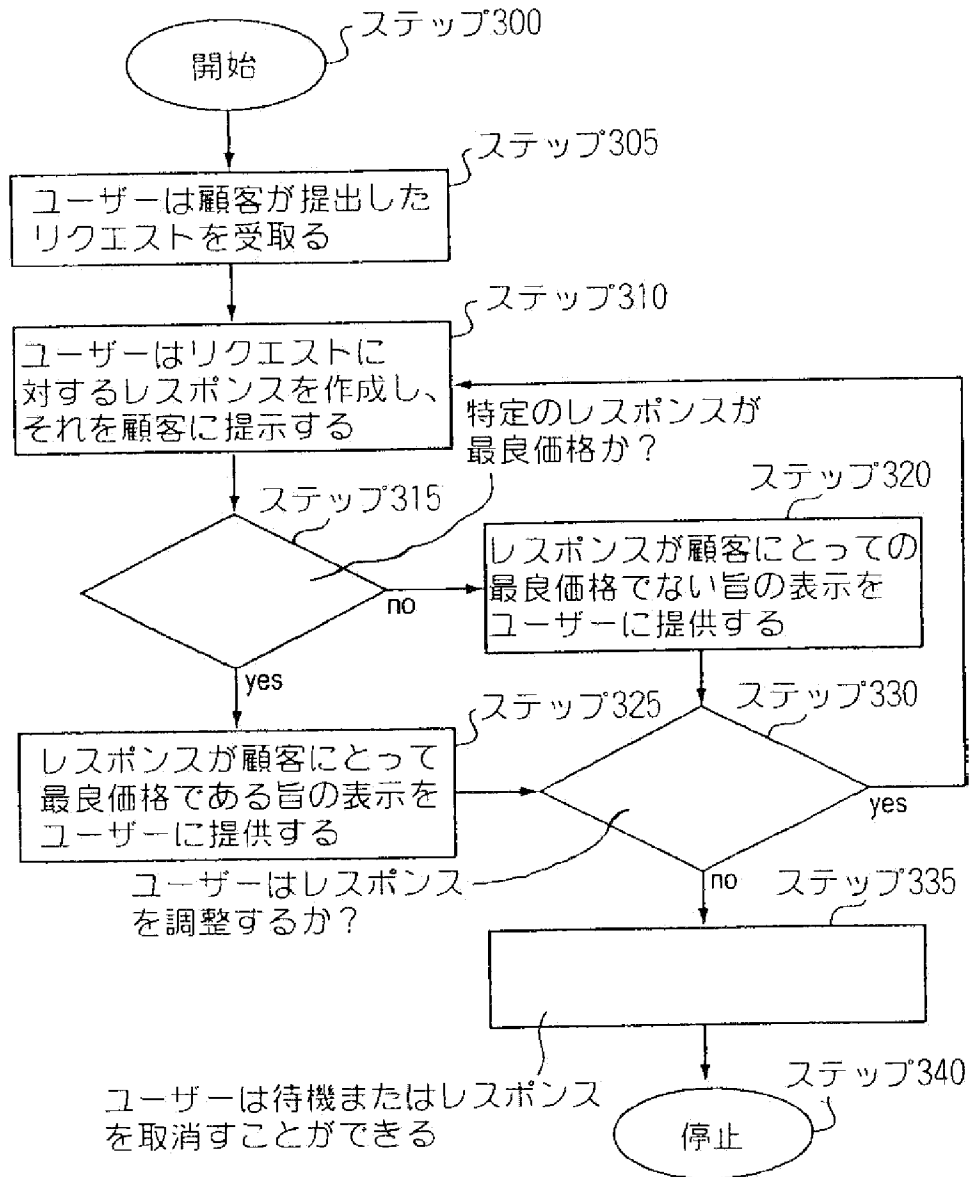 ステップ300
開始
ステップ305
ユーザーは顧客が提出した
リクエストを受取る
ステップ310
ユーザーはリクエストに
対するレスポンスを作成し、
それを顧客に提示する
特定のレスポンスが
最良価格か？
ステップ315
no
yes
ステップ320
レスポンスが顧客にとっての
最良価格でない旨の表示を
ユーザーに提供する
ステップ325
レスポンスが顧客にとって
最良価格である旨の表示を
ユーザーに提供する
ステップ330
yes
no
ユーザーはレスポンス
を調整するか？
ステップ335
ユーザーは待機またはレスポンス
を取消すことができる
ステップ340
停止